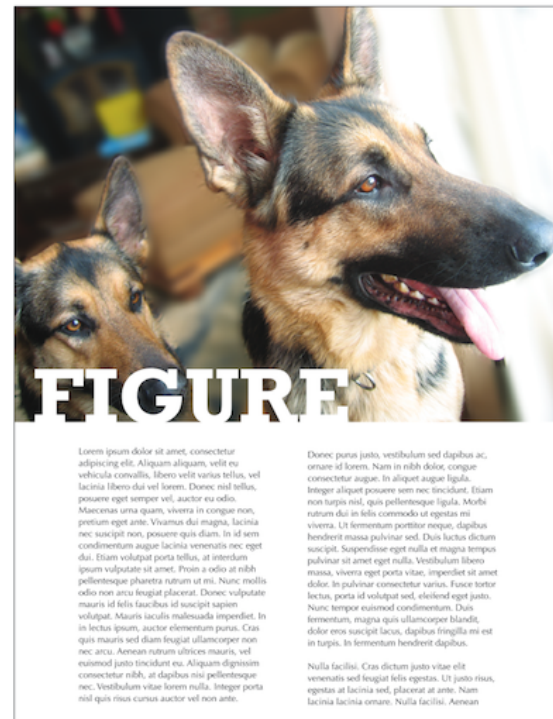 FIGURE
Lorem ipsum dolor sit amet, consectetur
adipiscing elit. Aliquam aliquam, velit eu
vehicula convallis, libero velit varius tellus, vel
lacinia libero dui vel lorem. Donec nisl tellus,
posuere eget semper vel, auctor eu odio.
Maecenas urna quam, viverra in congue non,
pretium eget ante. Vivamus dui magna, lacinia
nec suscipit non, posuere quis diam. In id sem
condimentum augue lacinia venenatis nec eget
dui. Etiam volutpat porta tellus, at interdum
ipsum vulputate sit amet. Proin a odio at nibh
pellentesque pharetra rutrum ut mi. Nunc mollis
odio non arcu feugiat placerat. Donec vulputate
mauris id felis faucibus id suscipit sapien
volutpat. Mauris iaculis malesuada imperdiet. In
in lectus ipsum, auctor elementum purus. Cras
quis mauris sed diam feugiat ullamcorper non
nec arcu. Aenean rutrum ultrices mauris, vel
euismod justo tincidunt eu. Aliquam dignissim
consectetur nibh, at dapibus nisi pellentesque
nec. Vestibulum vitae lorem nulla. Integer porta
nisl quis risus cursus auctor vel non ante.
Donec purus justo, vestibulum sed dapibus ac,
ornare id lorem. Nam in nibh dolor, congue
consectetur augue. In aliquet augue ligula.
Integer aliquet posuere sem nec tincidunt. Etiam
non turpis nisl, quis pellentesque ligula. Morbi
rutrum dui in felis commodo ut egestas mi
viverra. Ut fermentum porttitor neque, dapibus
hendrerit massa pulvinar sed. Duis luctus dictum
suscipit. Suspendisse eget nulla et magna tempus
pulvinar sit amet eget nulla. Vestibulum libero
massa, viverra eget porta vitae, imperdiet sit amet
dolor. In pulvinar consectetur varius. Fusce tortor
lectus, porta id volutpat sed, eleifend eget justo.
Nunc tempor euismod condimentum. Duis
fermentum, magna quis ullamcorper blandit,
dolor eros suscipit lacus, dapibus fringilla mi est
in turpis. In fermentum hendrerit dapibus.
Nulla facilisi. Cras dictum justo vitae elit
venenatis sed feugiat felis egestas. Ut justo risus,
egestas at lacinia sed, placerat at ante. Nam
lacinia lacinia ornare. Nulla facilisi. Aenean